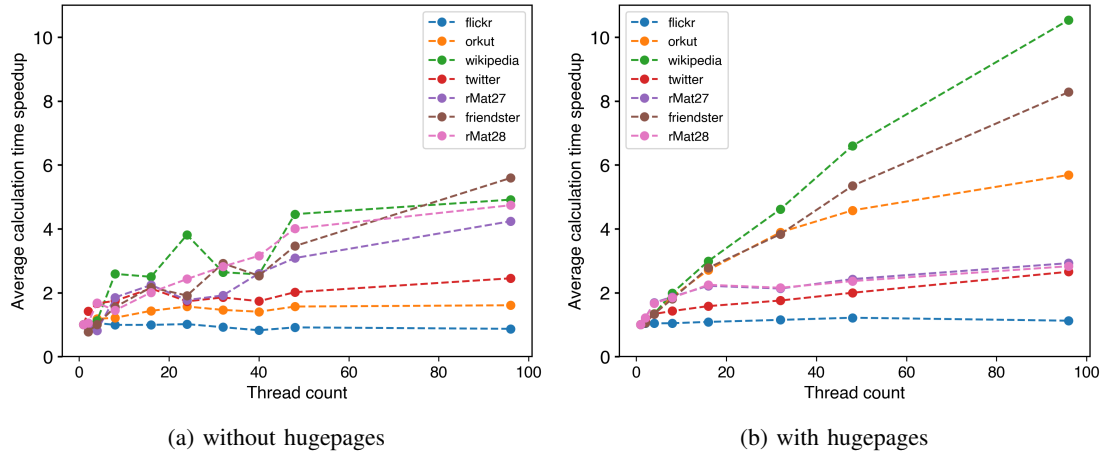 Average calculation time speedup
10
8
6
4
2
0
0
20
40
60
80
100
Thread count
flickr
orkut
wikipedia
twitter
rMat27
friendster
rMat28
(a) without hugepages
Average calculation time speedup
10
8
6
4
2
0
0
20
40
60
80
100
Thread count
flickr
orkut
wikipedia
twitter
rMat27
friendster
rMat28
(b) with hugepages